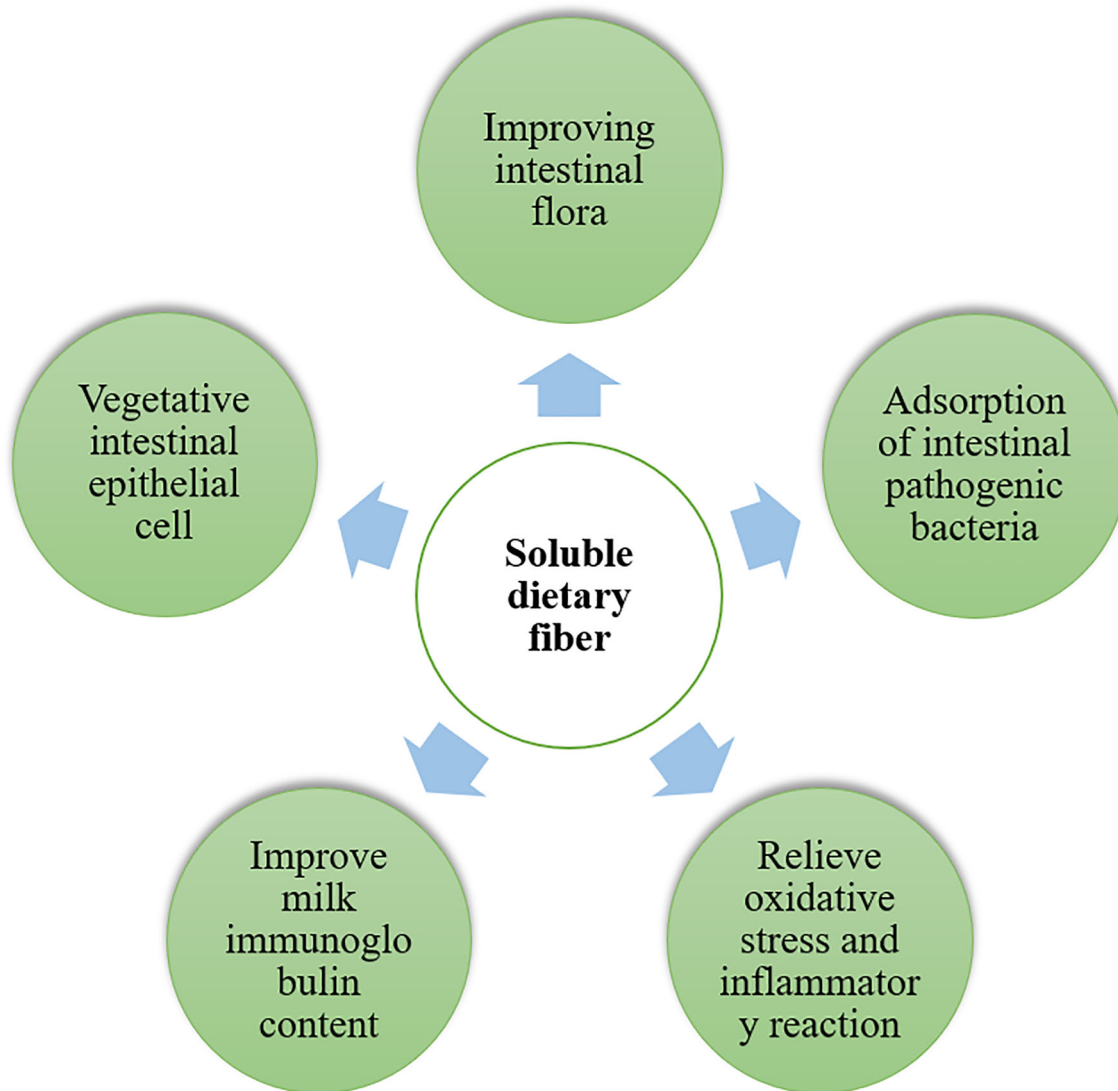 Improving
intestinal
flora
Vegetative
intestinal
epithelial
cell
Adsorption
of intestinal
pathogenic
bacteria
Soluble
dietary
fiber
Improve
milk
immunoglo
bulin
content
Relieve
oxidative
stress and
inflammator
y reaction